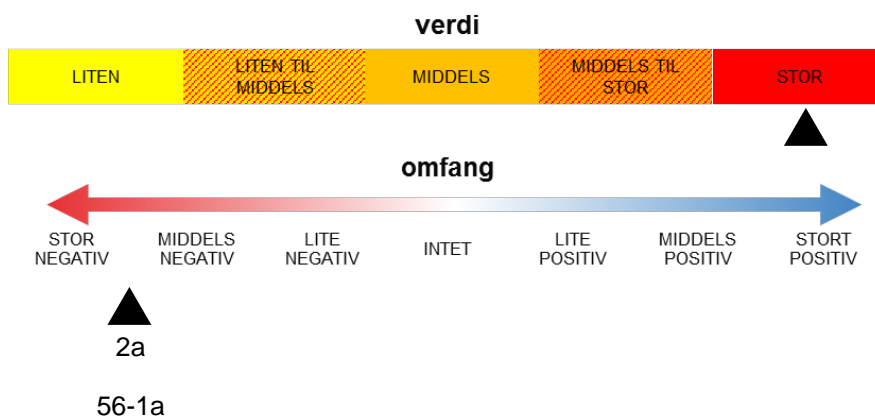 verdi
LITEN
LITEN TIL
MIDDELS
MIDDELS
MIDDELS TIL
STOR
STOR
omfang
STOR
NEGATIV
MIDDELS
NEGATIV
LITE
NEGATIV
INTET
LITE
POSITIV
MIDDELS
POSITIV
STORT
POSITIV
2a
56-1a